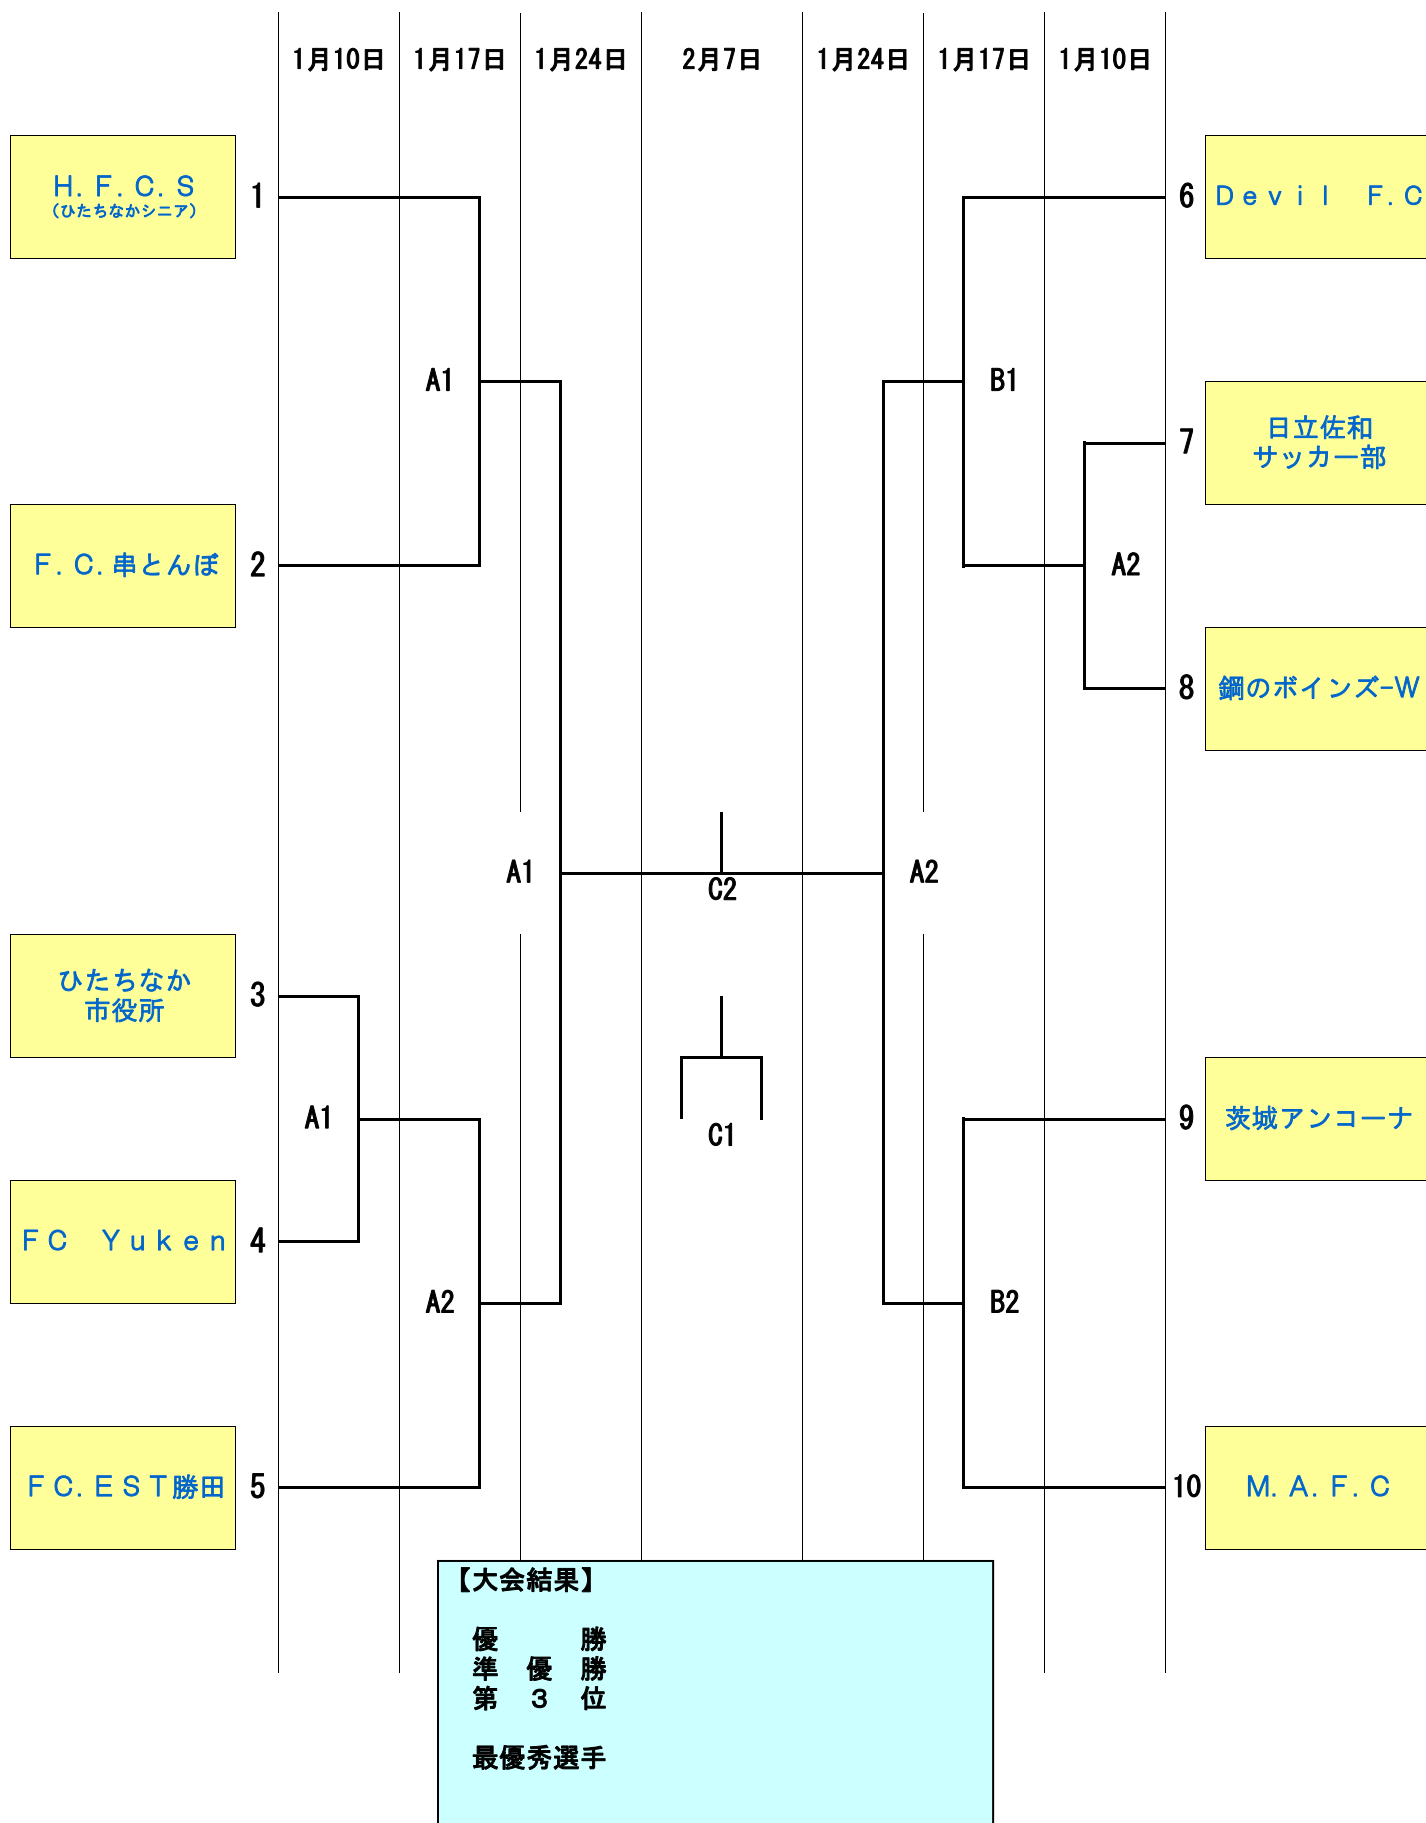 1月10日 1月17日 1月24日 2月7日 1月24日 1月17日 1月10日
H.F.C.S
(ひたちなかシニア)
1
6
Devil F.C
A1
B1
7
日立佐和
サッカー部
F.C.串とんぼ
2
A2
8
鋼のボインズ-W
A1
C2
A2
ひたちなか
市役所
3
A1
C1
9
茨城アンコーナ
FC Yuken
4
A2
B2
FC.EST勝田
5
10
M.A.F.C
【大会結果】
優勝
準優勝
第3位
最優秀選手